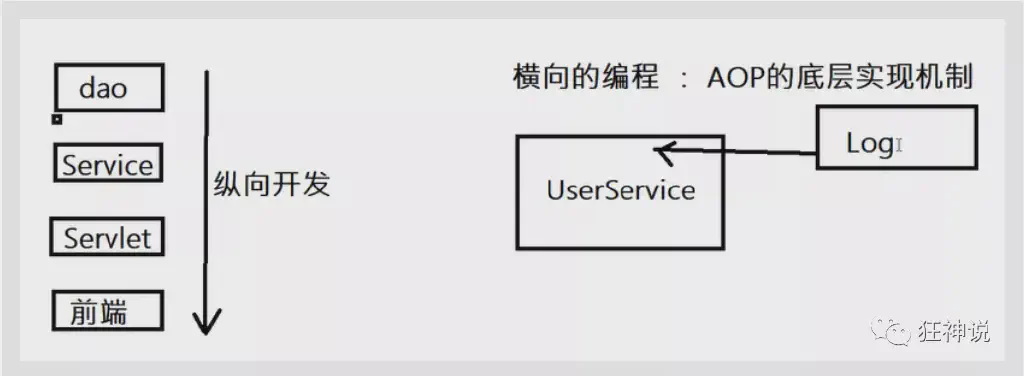 dao
Service
Servlet
前端
纵向开发
横向的编程 : AOP的底层实现机制
Log
UserService
狂神说